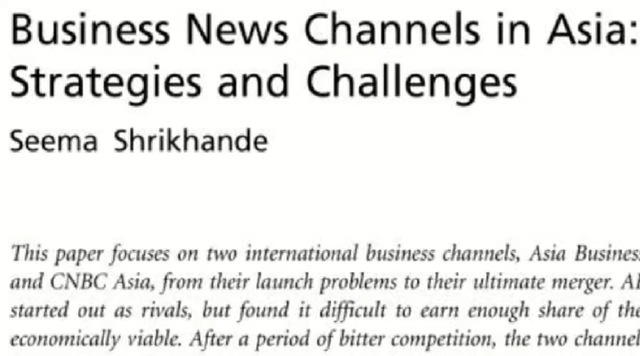 Business News Channels in Asia:
Strategies and Challenges
Seema Shrikhande
This paper focuses on two international business channels, Asia Business
and CNBC Asia, from their launch problems to their ultimate merger. 
started out as rivals, but found it difficult to earn enough share of the
economically viable. After a period of bitter competition, the two channel